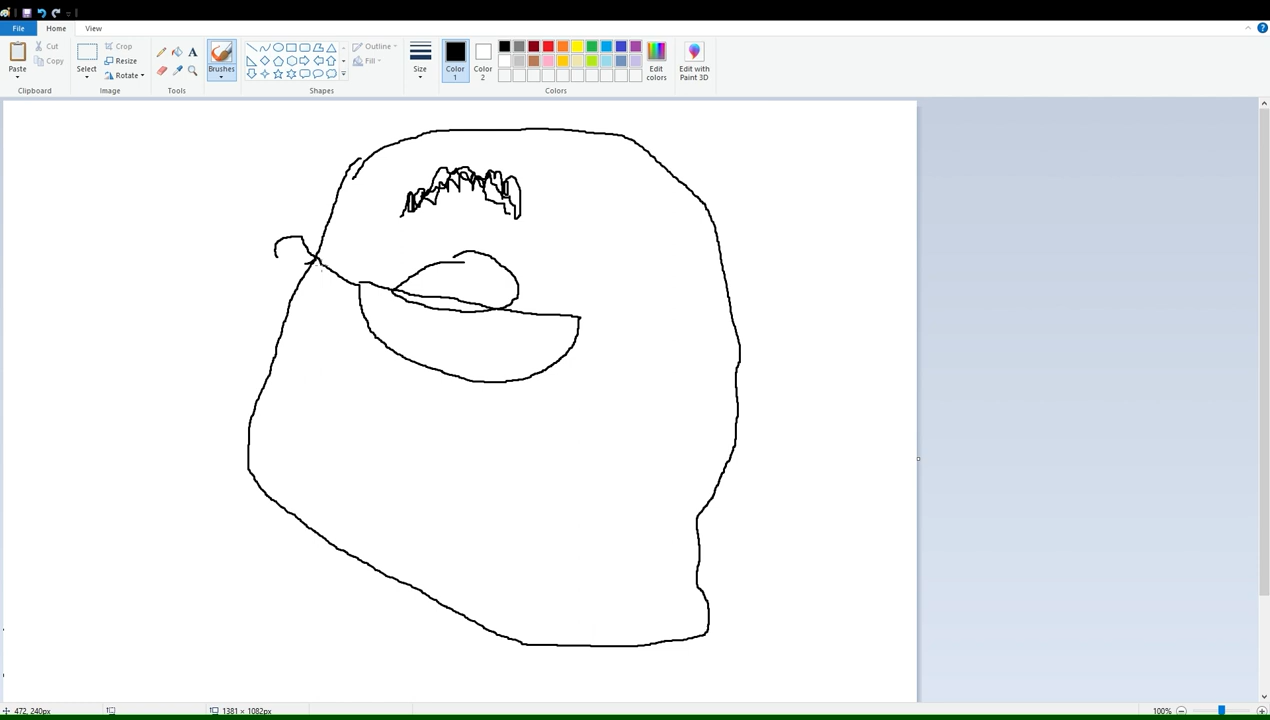 File Home View
Paste Cut Copy Clipboard
Select Crop Resize Rotate Image
Tools
Brushes
Outline Fill Shapes
Size
Color 1 Color 2 Edit colors Colors
Edit with Paint 3D
472, 240px 1381 × 1082px 100%